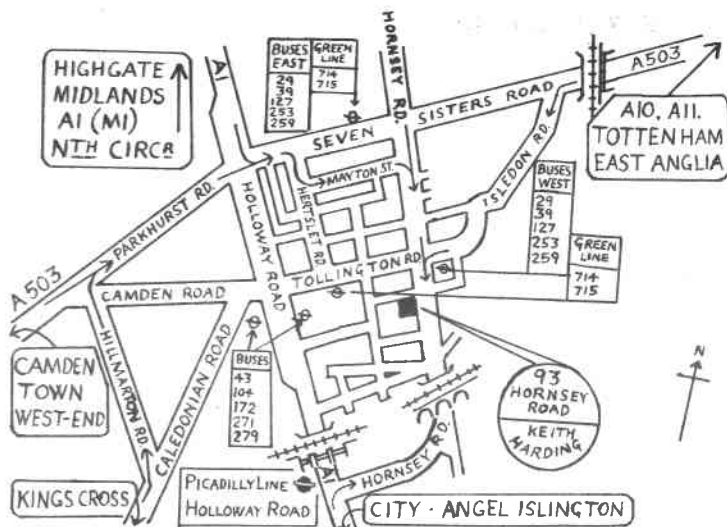 HIGHGATE
MIDLANDS
A1 (M1)
NTH CIRCR
A1
BUSES
EAST
29
39
127
253
259
GREEN
LINE
714
715
HORNSEY RD.
A503
A10, A11.
TOTTENHAM
EAST ANGLIA
SEVEN SISTERS ROAD
MAYTON ST.
ISLEDON RD.
HERTSLET RD
PARKHURST RD.
HOLLOWAY ROAD
BUSES
WEST
29
39
127
253
259
GREEN
LINE
714
715
A503
CAMDEN ROAD
TOLLINGTON RD
CAMDEN
TOWN
WEST-END
HILLMARTON RD.
CALEDONIAN ROAD
BUSES
43
104
172
271
279
93
HORNSEY
ROAD
KEITH
HARDING
N
KINGS CROSS
PICADILLY LINE
HOLLOWAY ROAD
A1
HORNSEY RD.
CITY · ANGEL ISLINGTON